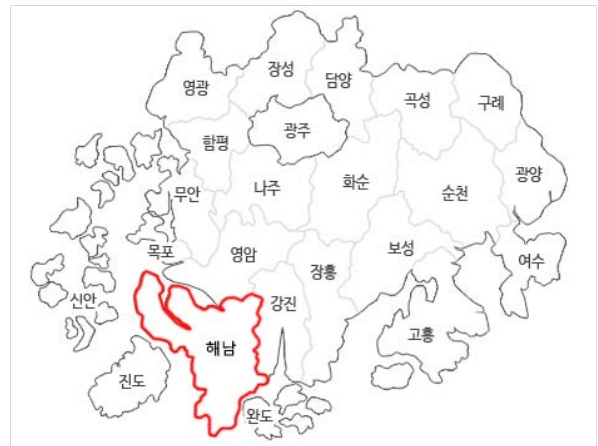 장성
담양
영광
곡성
구례
광주
함평
광양
화순
나주
무안
순천
보성
목포
영암
여수
장흥
신안
강진
고흥
해남
진도
완도